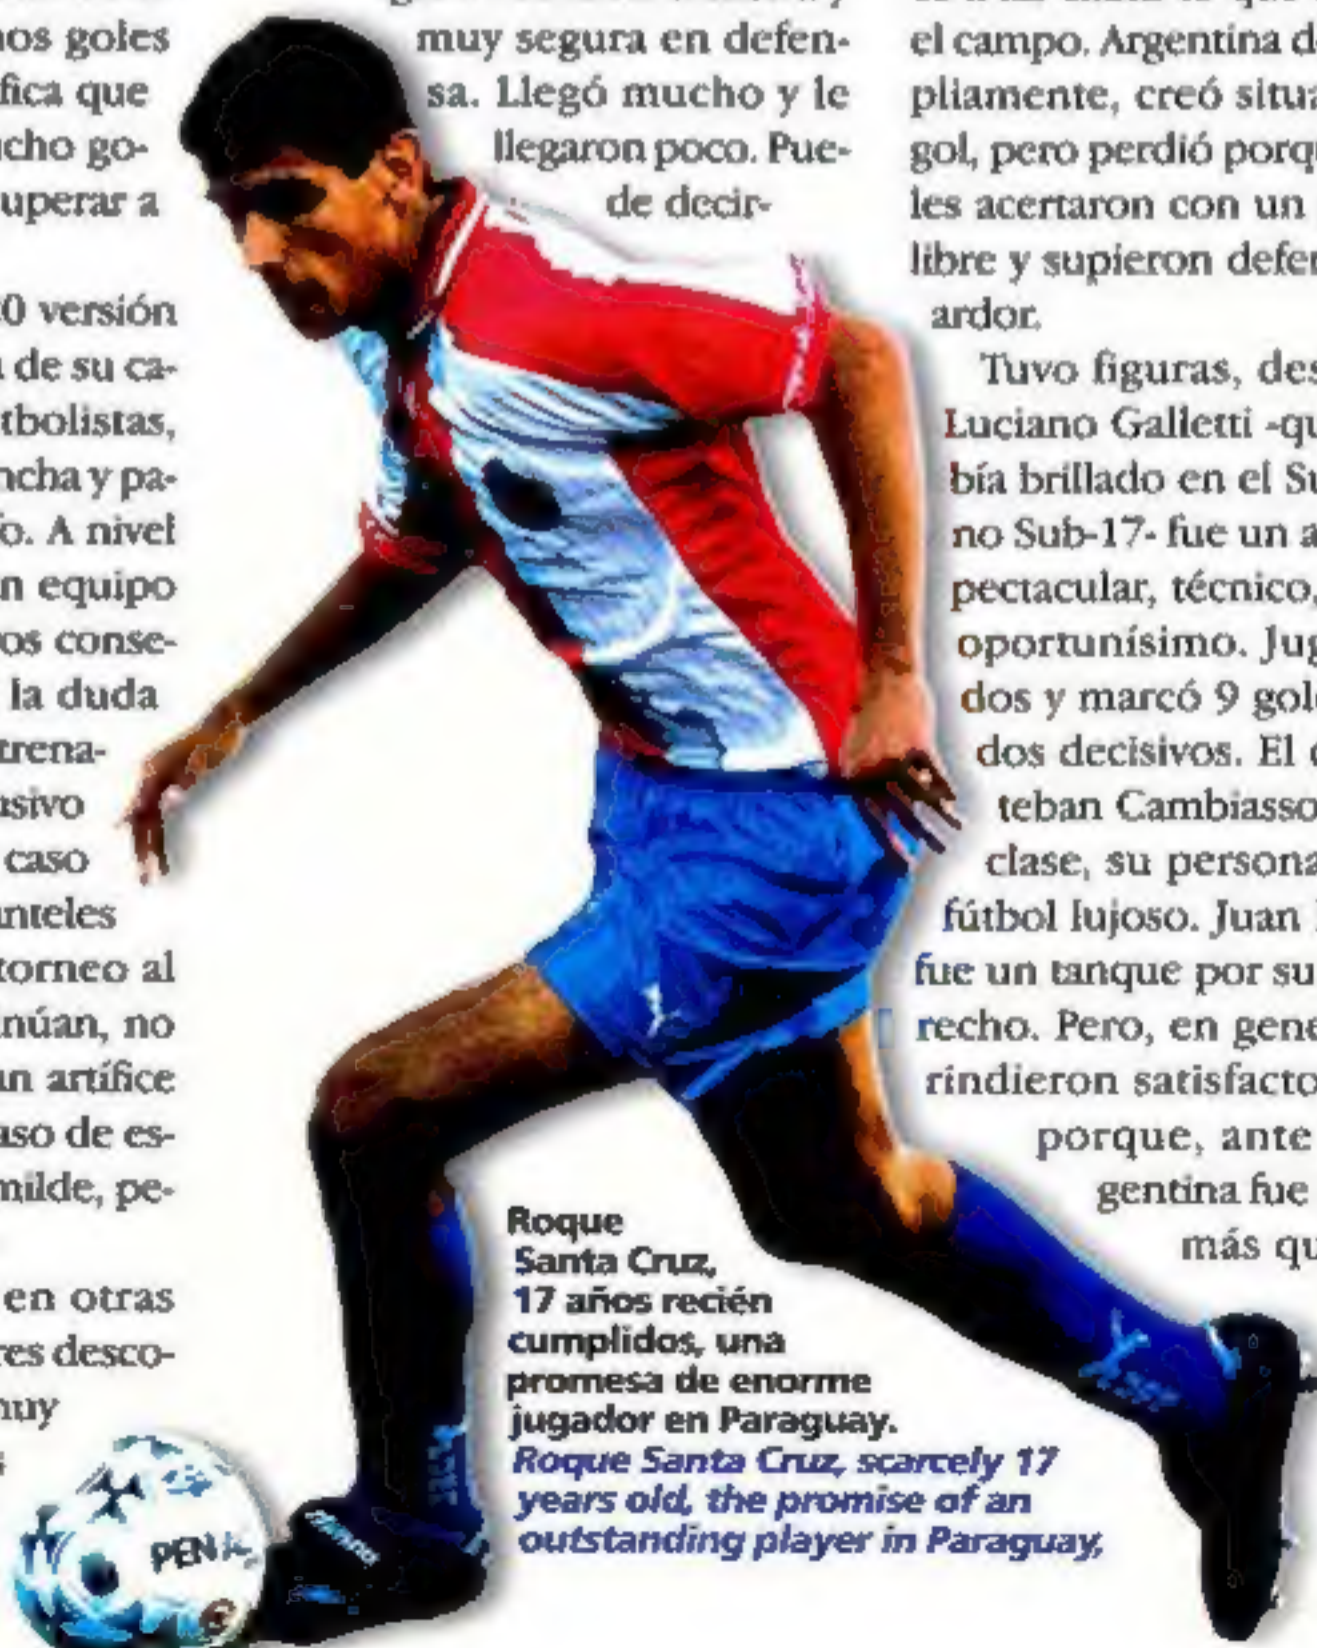 nos goles
fica que
cho go-
uperar a
0 versión
de su ca-
tbolistas,
ncha y pa-
o. A nivel
n equipo
os conse-
la duda
trena-
usivo
caso
nteles
torneo al
núan, no
an artífice
aso de es-
milde, pe-
en otras
res desco-
muy
muy segura en defen-
sa. Llegó mucho y le
llegaron poco. Pue-
de decir-
el campo. Argentina d
pliamente, creó situa
gol, pero perdió porq
les acertaron con un
libre y supieron defe
ardor.
Tuvo figuras, des
Luciano Galletti -qu
bía brillado en el Su
no Sub-17- fue un a
pectacular, técnico,
oportunísimo. Jug
dos y marcó 9 gol
dos decisivos. El
teban Cambiasso
clase, su persona
fútbol lujoso. Juan
fue un tanque por su
recho. Pero, en gene
rindieron satisfacto
porque, ante
gentina fue
más qu
Roque
Santa Cruz,
17 años recién
cumplidos, una
promesa de enorme
jugador en Paraguay.
Roque Santa Cruz, scarcely 17
years old, the promise of an
outstanding player in Paraguay,
PENA